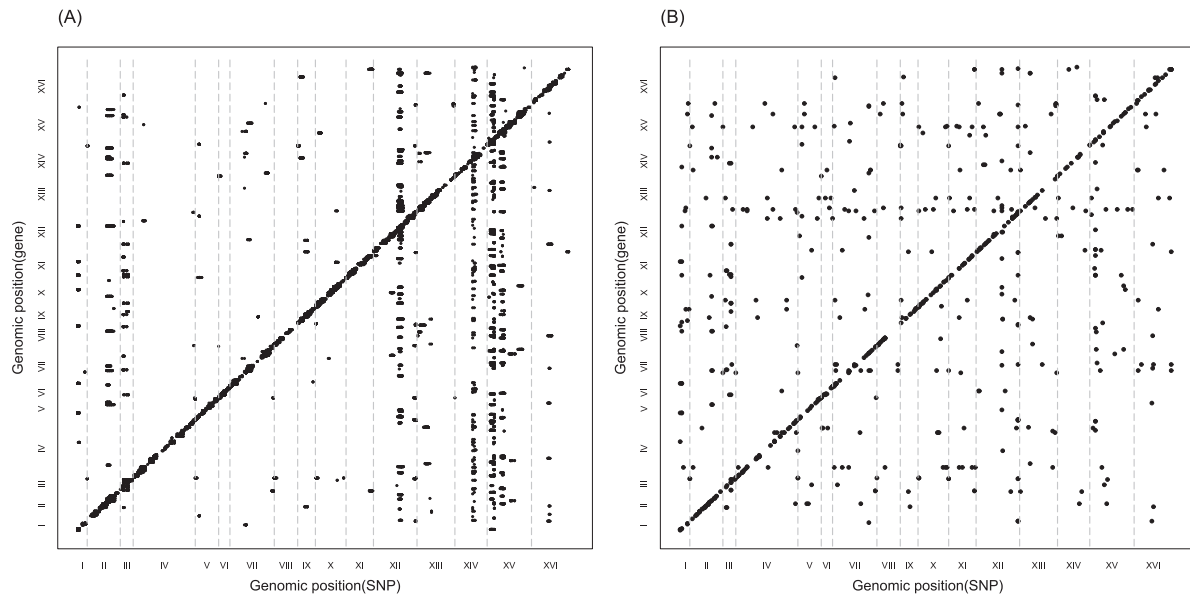 (A)
(B)
Genomic position(gene)
XVI
XV
XIV
XIII
XII
XI
X
IX
VIII
VII
VI
V
IV
III
II
I
I II III IV V VI VII VIII IX X XI XII XIII XIV XV XVI
Genomic position(SNP)
Genomic position(gene)
XVI
XV
XIV
XIII
XII
XI
X
IX
VIII
VII
VI
V
IV
III
II
I
I II III IV V VI VII VIII IX X XI XII XIII XIV XV XVI
Genomic position(SNP)